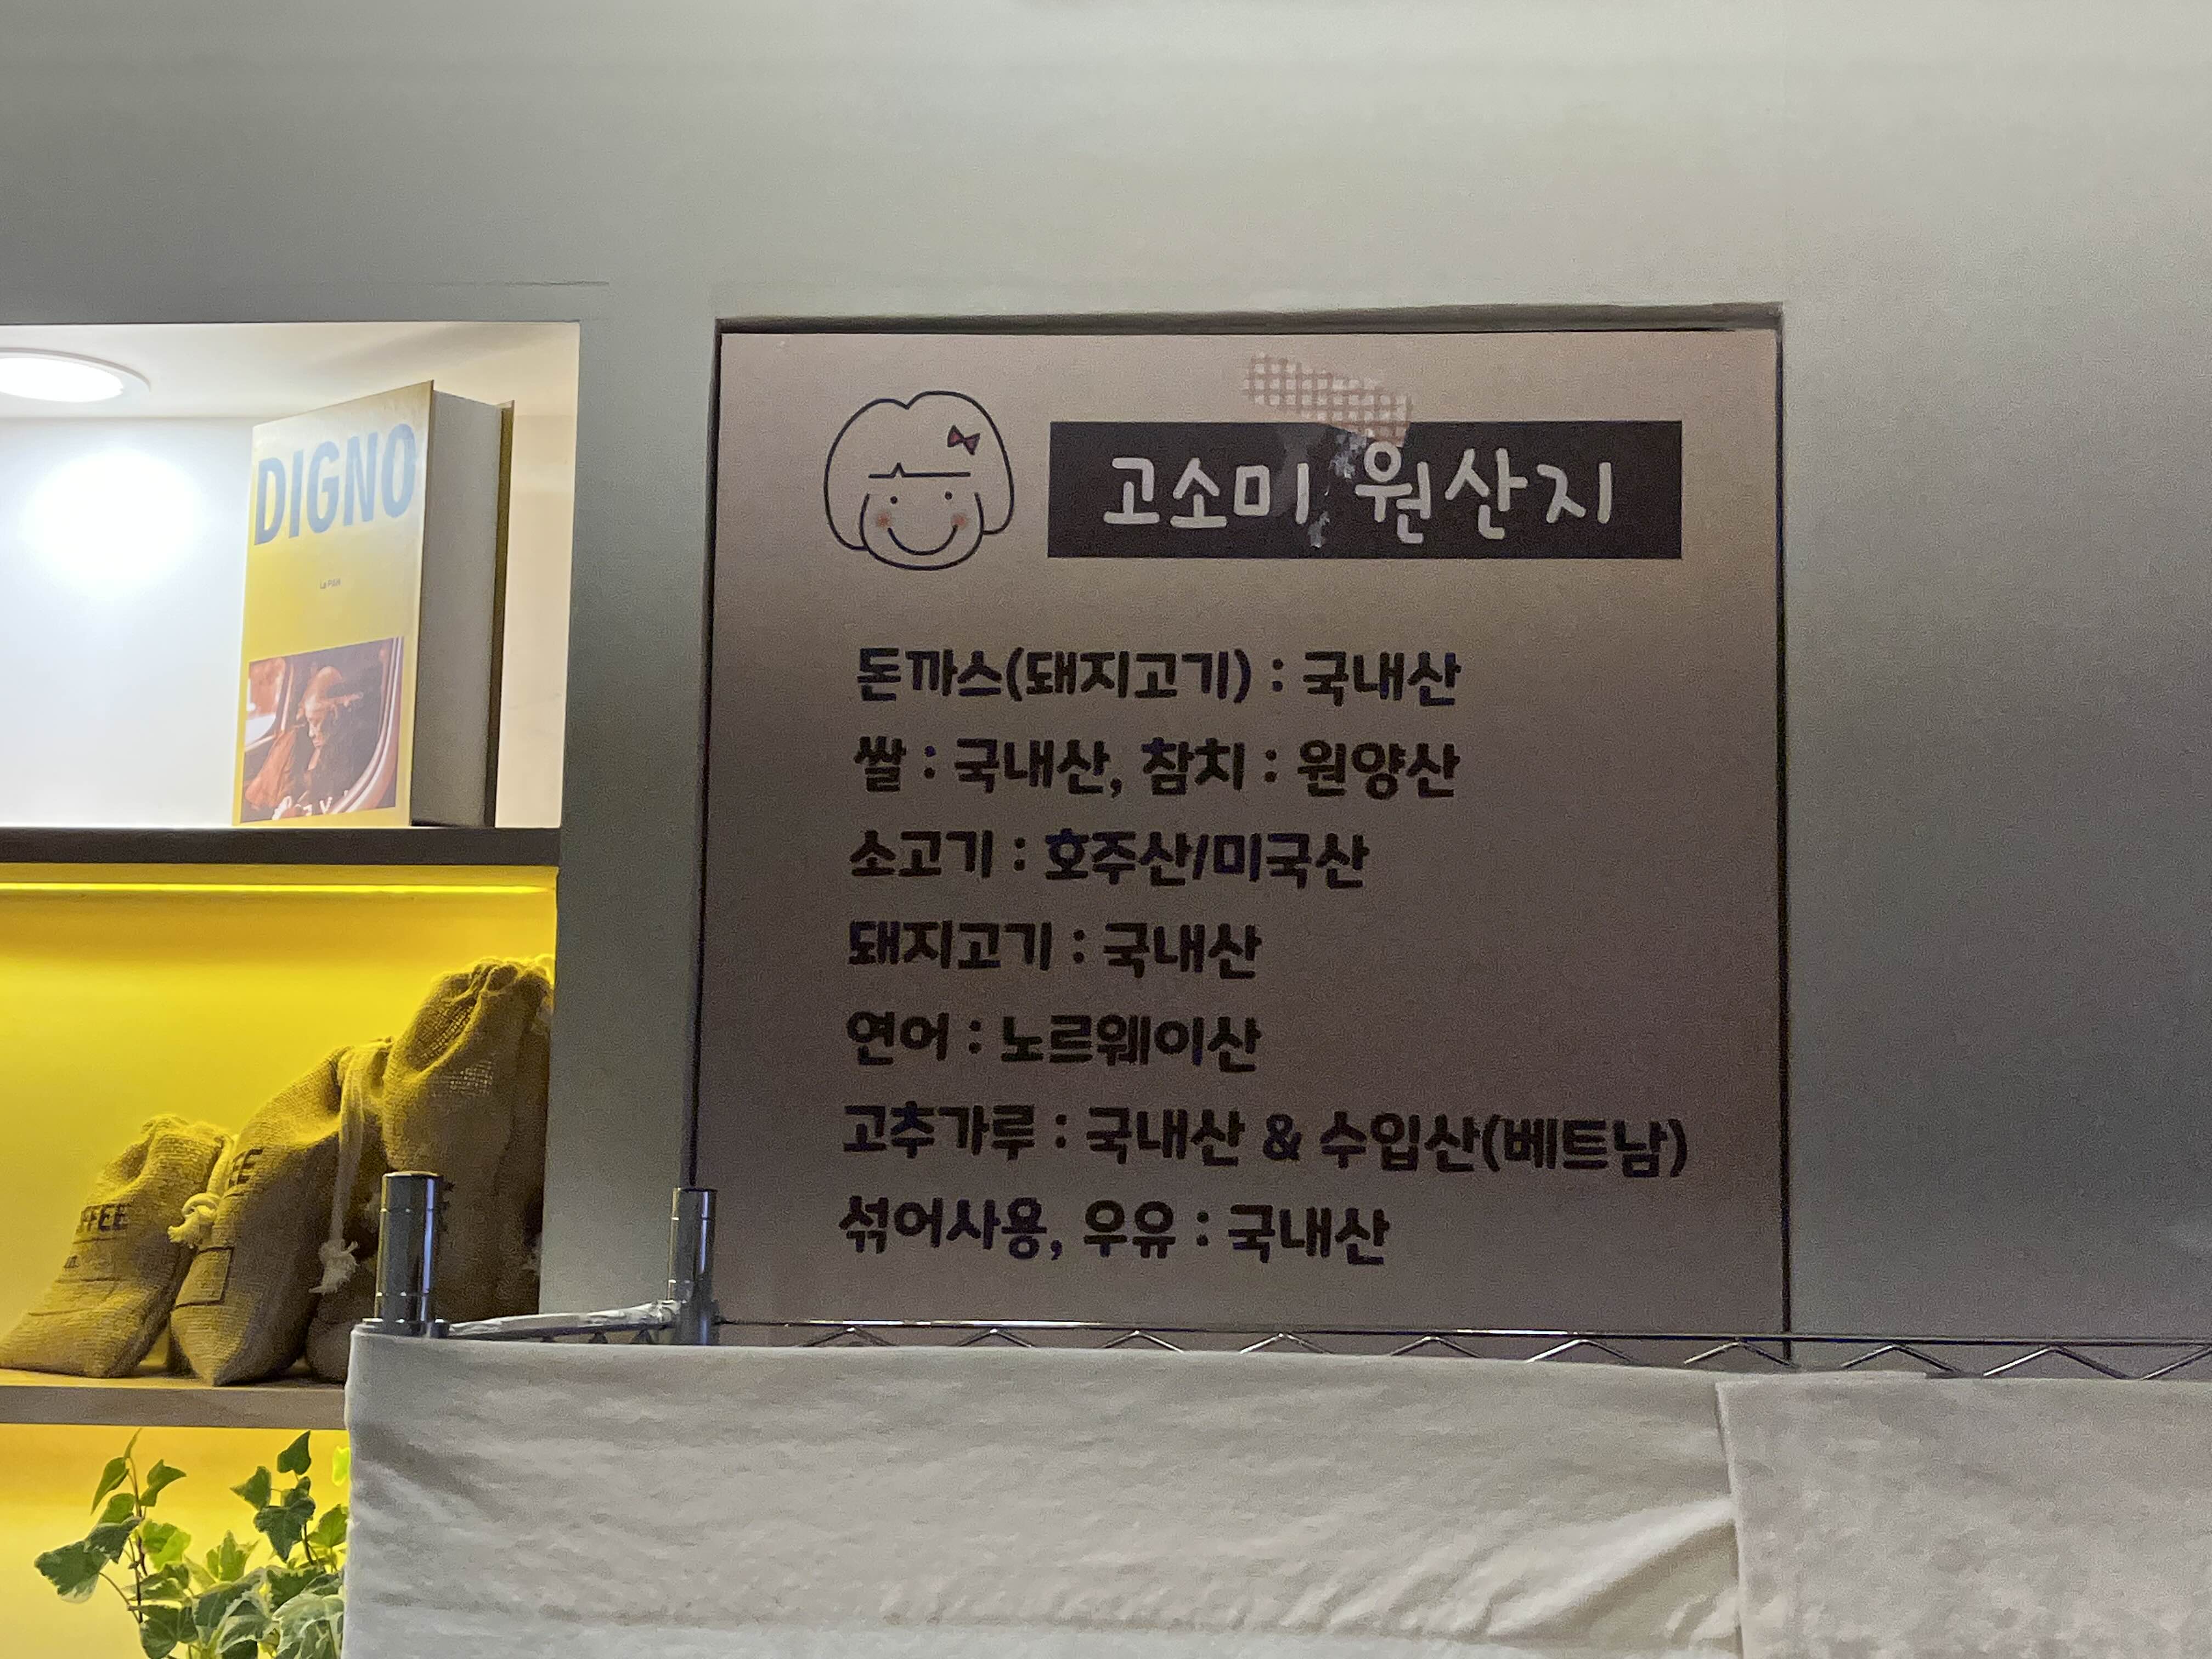 DIGNO
고소미 원산지
돈까스(돼지고기) : 국내산
쌀 : 국내산, 참치 : 원양산
소고기 : 호주산/미국산
돼지고기 : 국내산
연어 : 노르웨이산
고추가루 : 국내산 & 수입산(베트남)
섞어사용, 우유 : 국내산